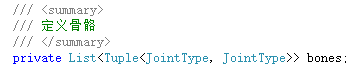 /// <summary>
/// 定义骨骼
/// </summary>
private List<Tuple<JointType, JointType>> bones;